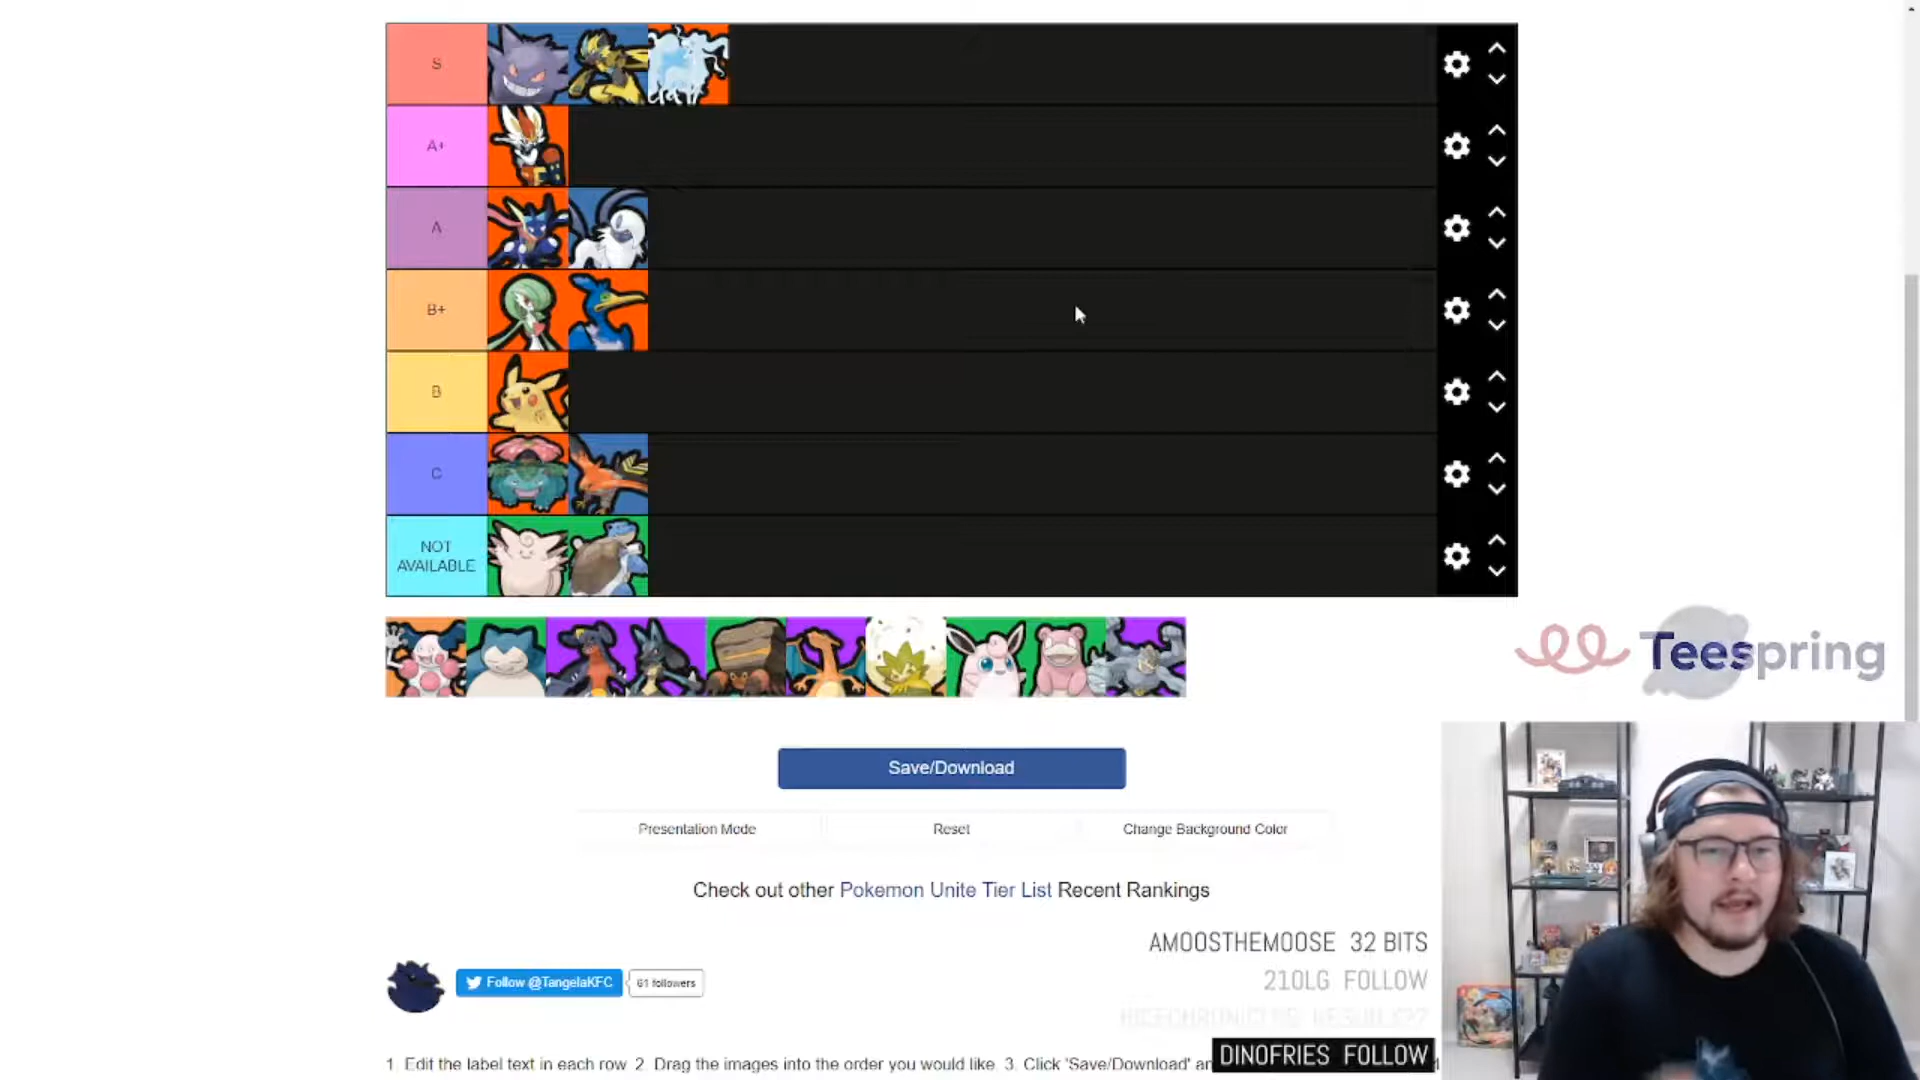 S
A+
A
B+
B
C
NOT
AVAILABLE
Teespring
Save/Download
Presentation Mode
Reset
Change Background Color
Check out other Pokemon Unite Tier List Recent Rankings
AMOOSTHEMOOSE 32 BITS
210LG FOLLOW
Follow @TangelaKFC
61 followers
DINOFRIES FOLLOW
1. Edit the label text in each row 2. Drag the images into the order you would like. 3. Click 'Save/Download' an